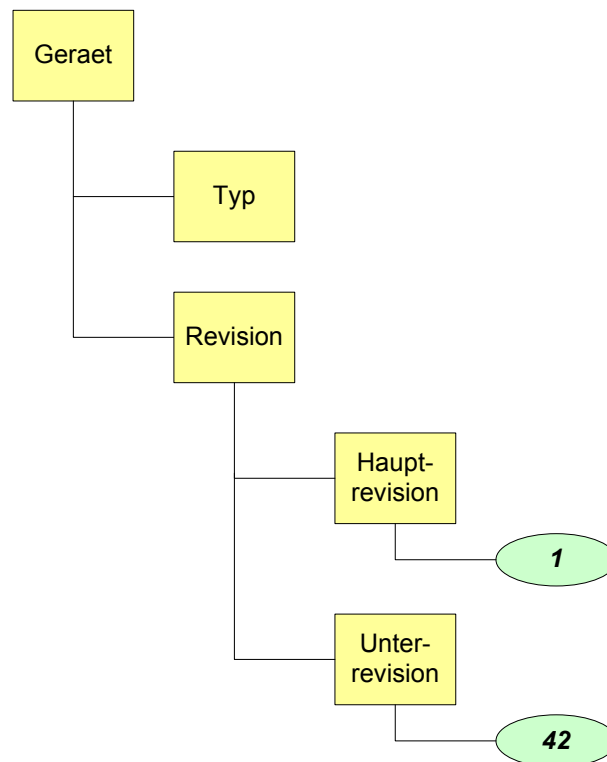 Geraet
Typ
Revision
Haupt-
revision
1
Unter-
revision
42